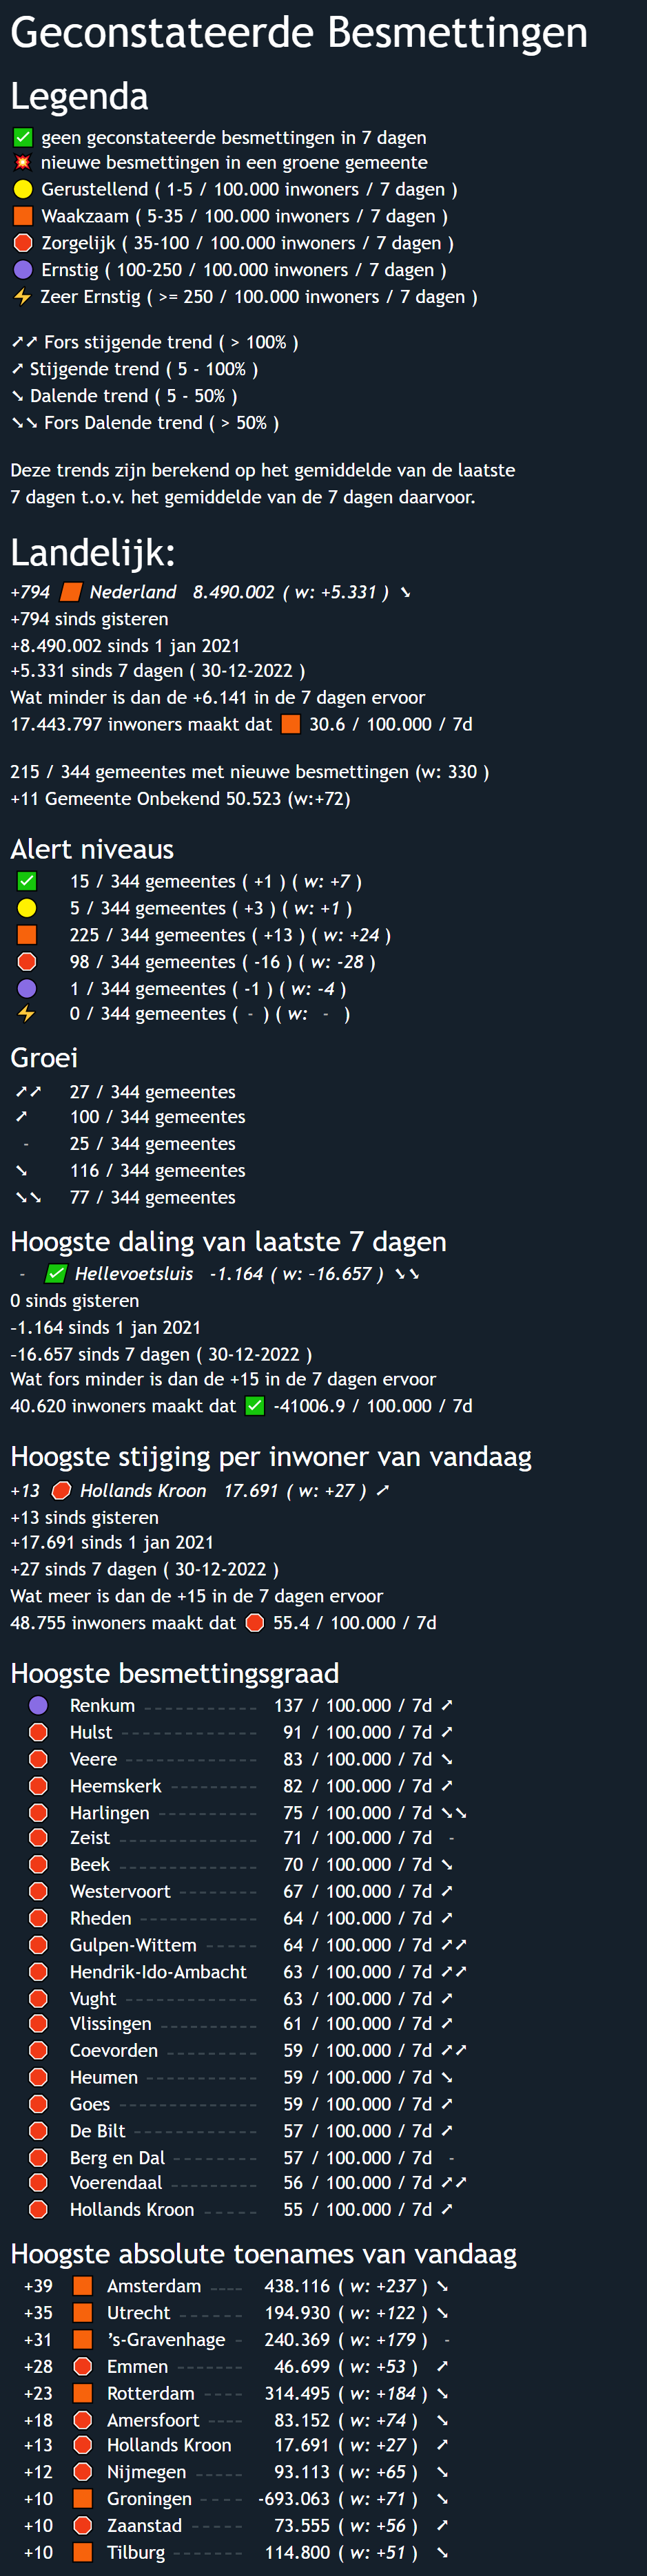 Geconstateerde Besmettingen
Legenda
✅ geen geconstateerde besmettingen in 7 dagen
💥 nieuwe besmettingen in een groene gemeente
🟡 Gerustellend ( 1-5 / 100.000 inwoners / 7 dagen )
🟧 Waakzaam ( 5-35 / 100.000 inwoners / 7 dagen )
🛑 Zorgelijk ( 35-100 / 100.000 inwoners / 7 dagen )
🟣 Ernstig ( 100-250 / 100.000 inwoners / 7 dagen )
⚡ Zeer Ernstig ( >= 250 / 100.000 inwoners / 7 dagen )
➚➚ Fors stijgende trend ( > 100% )
➚ Stijgende trend ( 5 - 100% )
➘ Dalende trend ( 5 - 50% )
➘➘ Fors Dalende trend ( > 50% )
Deze trends zijn berekend op het gemiddelde van de laatste
7 dagen t.o.v. het gemiddelde van de 7 dagen daarvoor.
Landelijk:
+794 🟧 Nederland 8.490.002 ( w: +5.331 ) ➘
+794 sinds gisteren
+8.490.002 sinds 1 jan 2021
+5.331 sinds 7 dagen ( 30-12-2022 )
Wat minder is dan de +6.141 in de 7 dagen ervoor
17.443.797 inwoners maakt dat 🟧 30.6 / 100.000 / 7d
215 / 344 gemeentes met nieuwe besmettingen (w: 330 )
+11 Gemeente Onbekend 50.523 (w:+72)
Alert niveaus
✅ 15 / 344 gemeentes ( +1 ) ( w: +7 )
🟡 5 / 344 gemeentes ( +3 ) ( w: +1 )
🟧 225 / 344 gemeentes ( +13 ) ( w: +24 )
🛑 98 / 344 gemeentes ( -16 ) ( w: -28 )
🟣 1 / 344 gemeentes ( -1 ) ( w: -4 )
⚡ 0 / 344 gemeentes ( - ) ( w: - )
Groei
➚➚ 27 / 344 gemeentes
➚ 100 / 344 gemeentes
- 25 / 344 gemeentes
➘ 116 / 344 gemeentes
➘➘ 77 / 344 gemeentes
Hoogste daling van laatste 7 dagen
- ✅ Hellevoetsluis -1.164 ( w: -16.657 ) ➘➘
0 sinds gisteren
-1.164 sinds 1 jan 2021
-16.657 sinds 7 dagen ( 30-12-2022 )
Wat fors minder is dan de +15 in de 7 dagen ervoor
40.620 inwoners maakt dat ✅ -41006.9 / 100.000 / 7d
Hoogste stijging per inwoner van vandaag
+13 🛑 Hollands Kroon 17.691 ( w: +27 ) ➚
+13 sinds gisteren
+17.691 sinds 1 jan 2021
+27 sinds 7 dagen ( 30-12-2022 )
Wat meer is dan de +15 in de 7 dagen ervoor
48.755 inwoners maakt dat 🛑 55.4 / 100.000 / 7d
Hoogste besmettingsgraad
🟣 Renkum ------------ 137 / 100.000 / 7d ➚
🛑 Hulst -------------- 91 / 100.000 / 7d ➚
🛑 Veere -------------- 83 / 100.000 / 7d ➘
🛑 Heemskerk --------- 82 / 100.000 / 7d ➚
🛑 Harlingen ---------- 75 / 100.000 / 7d ➘➘
🛑 Zeist -------------- 71 / 100.000 / 7d -
🛑 Beek -------------- 70 / 100.000 / 7d ➘
🛑 Westervoort -------- 67 / 100.000 / 7d ➚
🛑 Rheden ------------ 64 / 100.000 / 7d ➚
🛑 Gulpen-Wittem ----- 64 / 100.000 / 7d ➚➚
🛑 Hendrik-Ido-Ambacht 63 / 100.000 / 7d ➚➚
🛑 Vught -------------- 63 / 100.000 / 7d ➚
🛑 Vlissingen ---------- 61 / 100.000 / 7d ➚
🛑 Coevorden --------- 59 / 100.000 / 7d ➚➚
🛑 Heumen ----------- 59 / 100.000 / 7d ➘
🛑 Goes -------------- 59 / 100.000 / 7d ➚
🛑 De Bilt ------------- 57 / 100.000 / 7d ➚
🛑 Berg en Dal -------- 57 / 100.000 / 7d -
🛑 Voerendaal --------- 56 / 100.000 / 7d ➚➚
🛑 Hollands Kroon ----- 55 / 100.000 / 7d ➚
Hoogste absolute toenames van vandaag
+39 🟧 Amsterdam ---- 438.116 ( w: +237 ) ➘
+35 🟧 Utrecht ------- 194.930 ( w: +122 ) ➘
+31 🟧 's-Gravenhage - 240.369 ( w: +179 ) -
+28 🛑 Emmen ------- 46.699 ( w: +53 ) ➚
+23 🟧 Rotterdam ---- 314.495 ( w: +184 ) ➘
+18 🛑 Amersfoort ---- 83.152 ( w: +74 ) ➘
+13 🛑 Hollands Kroon 17.691 ( w: +27 ) ➚
+12 🛑 Nijmegen ----- 93.113 ( w: +65 ) ➘
+10 🟧 Groningen ---- -693.063 ( w: +71 ) ➘
+10 🛑 Zaanstad ----- 73.555 ( w: +56 ) ➚
+10 🟧 Tilburg ------- 114.800 ( w: +51 ) ➘